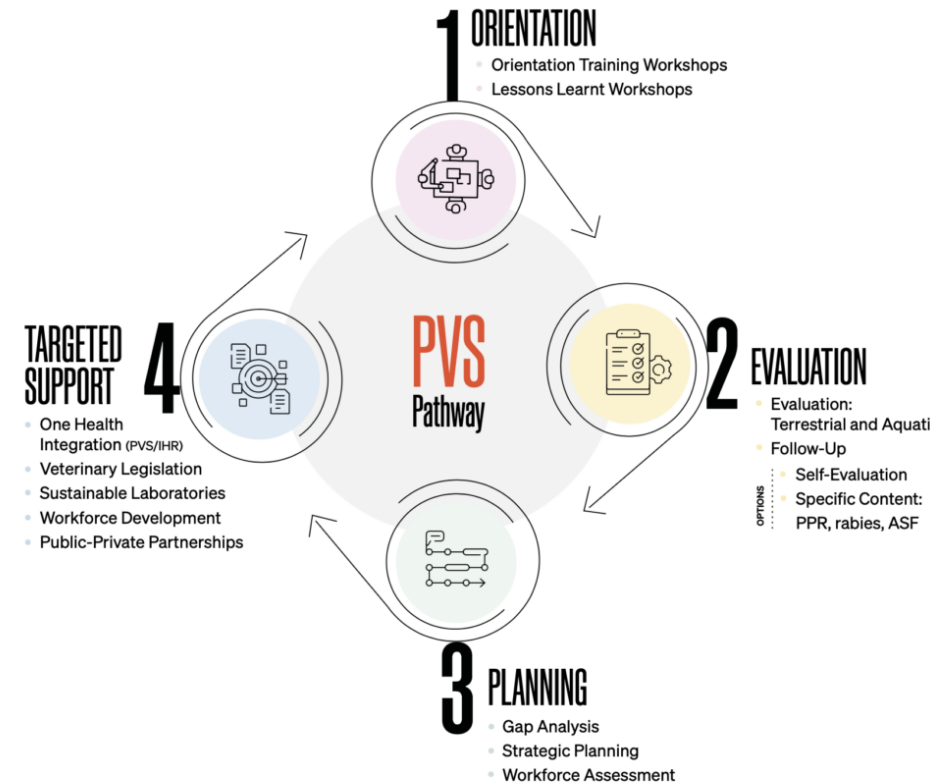 1 ORIENTATION
Orientation Training Workshops
Lessons Learnt Workshops
PVS
Pathway
2 EVALUATION
Evaluation:
Terrestrial and Aquati
Follow-Up
OPTIONS
Self-Evaluation
Specific Content:
PPR, rabies, ASF
3 PLANNING
Gap Analysis
Strategic Planning
Workforce Assessment
TARGETED
SUPPORT 4
One Health
Integration (PVS/IHR)
Veterinary Legislation
Sustainable Laboratories
Workforce Development
Public-Private Partnerships